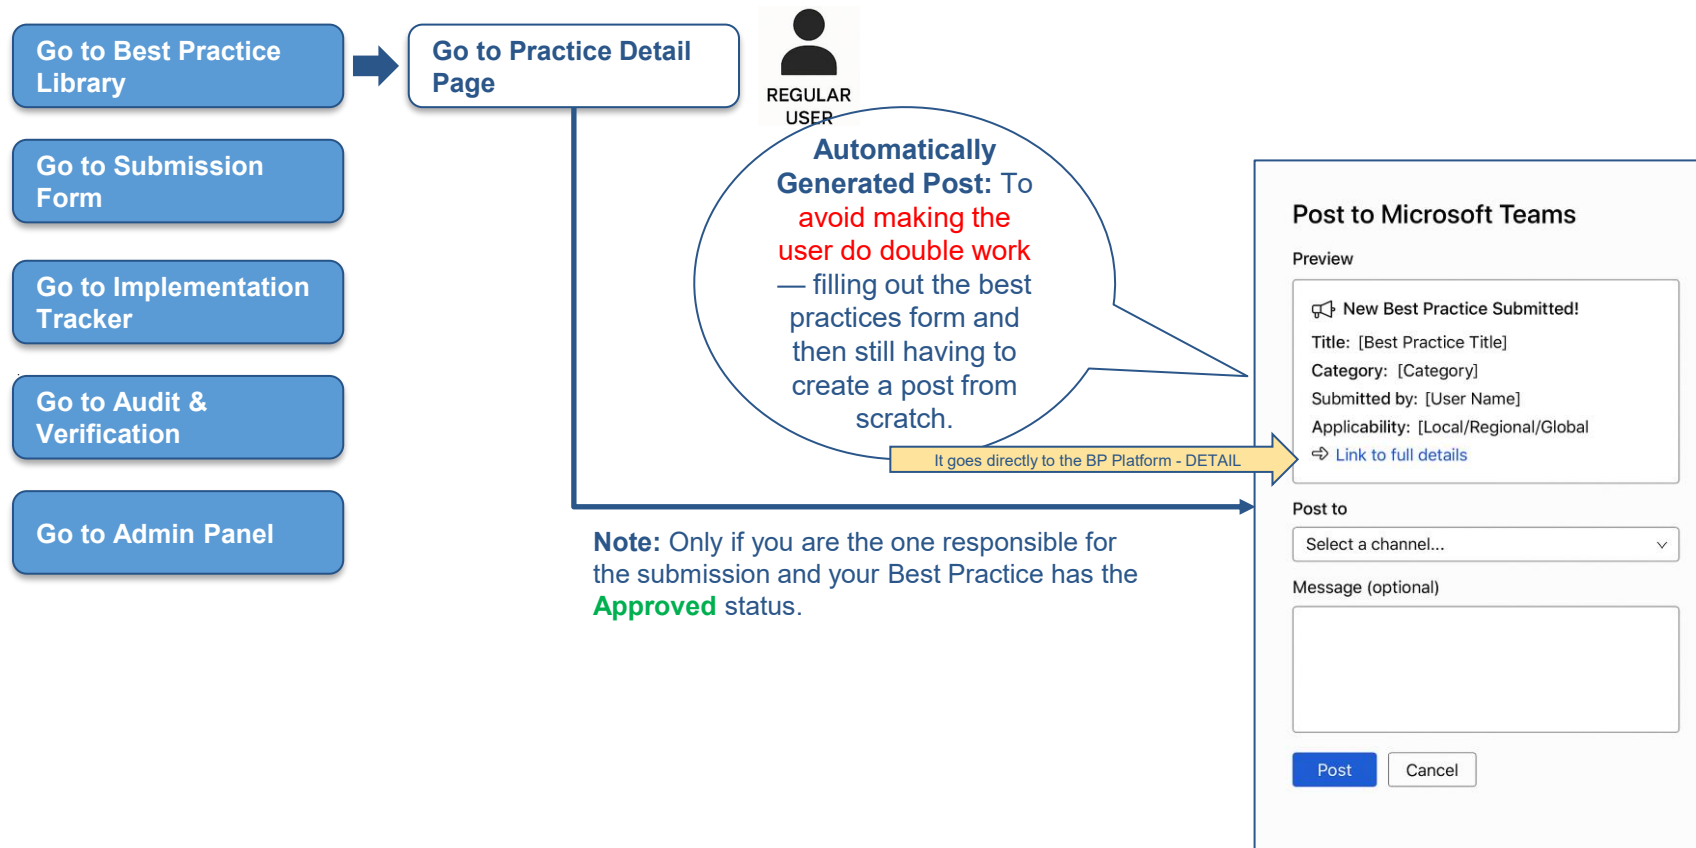 Go to Best Practice
Library
Go to Practice Detail
Page
REGULAR
USER
Go to Submission
Form
Go to Implementation
Tracker
Go to Audit &
Verification
Go to Admin Panel
Automatically
Generated Post: To
avoid making the
user do double work
— filling out the best
practices form and
then still having to
create a post from
scratch.
It goes directly to the BP Platform - DETAIL
Note: Only if you are the one responsible for
the submission and your Best Practice has the
Approved status.
Post to Microsoft Teams
Preview
New Best Practice Submitted!
Title: [Best Practice Title]
Category: [Category]
Submitted by: [User Name]
Applicability: [Local/Regional/Global
Link to full details
Post to
Select a channel...
Message (optional)
Post
Cancel